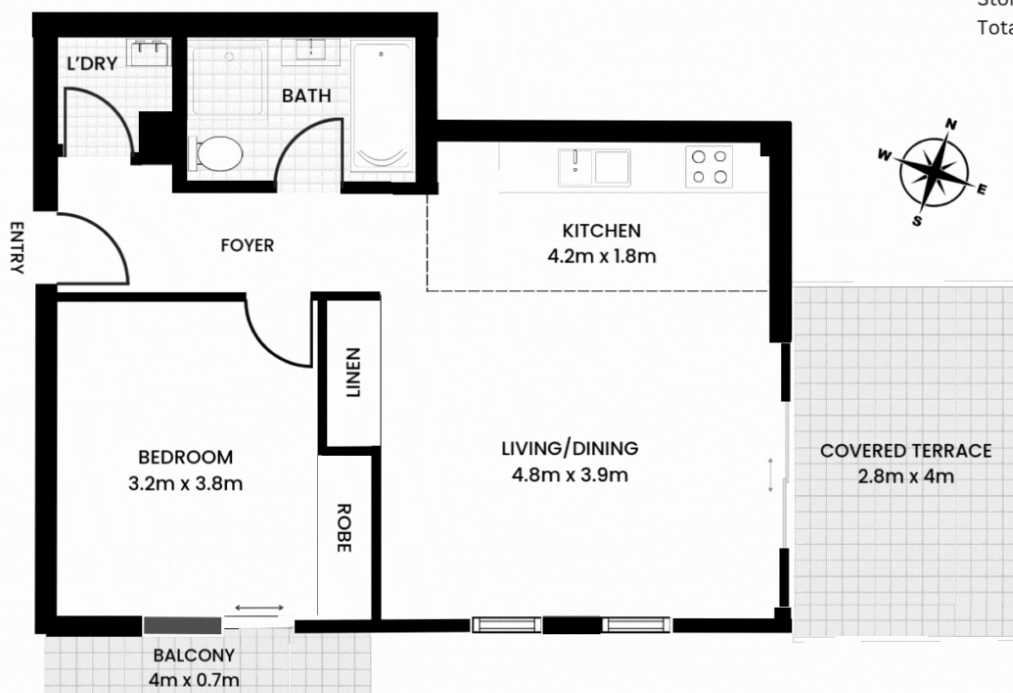 Tota
L'DRY
BATH
N
W
E
S
ENTRY
FOYER
KITCHEN
4.2m x 1.8m
LINEN
BEDROOM
3.2m x 3.8m
LIVING/DINING
4.8m x 3.9m
COVERED TERRACE
2.8m x 4m
ROBE
BALCONY
4m x 0.7m